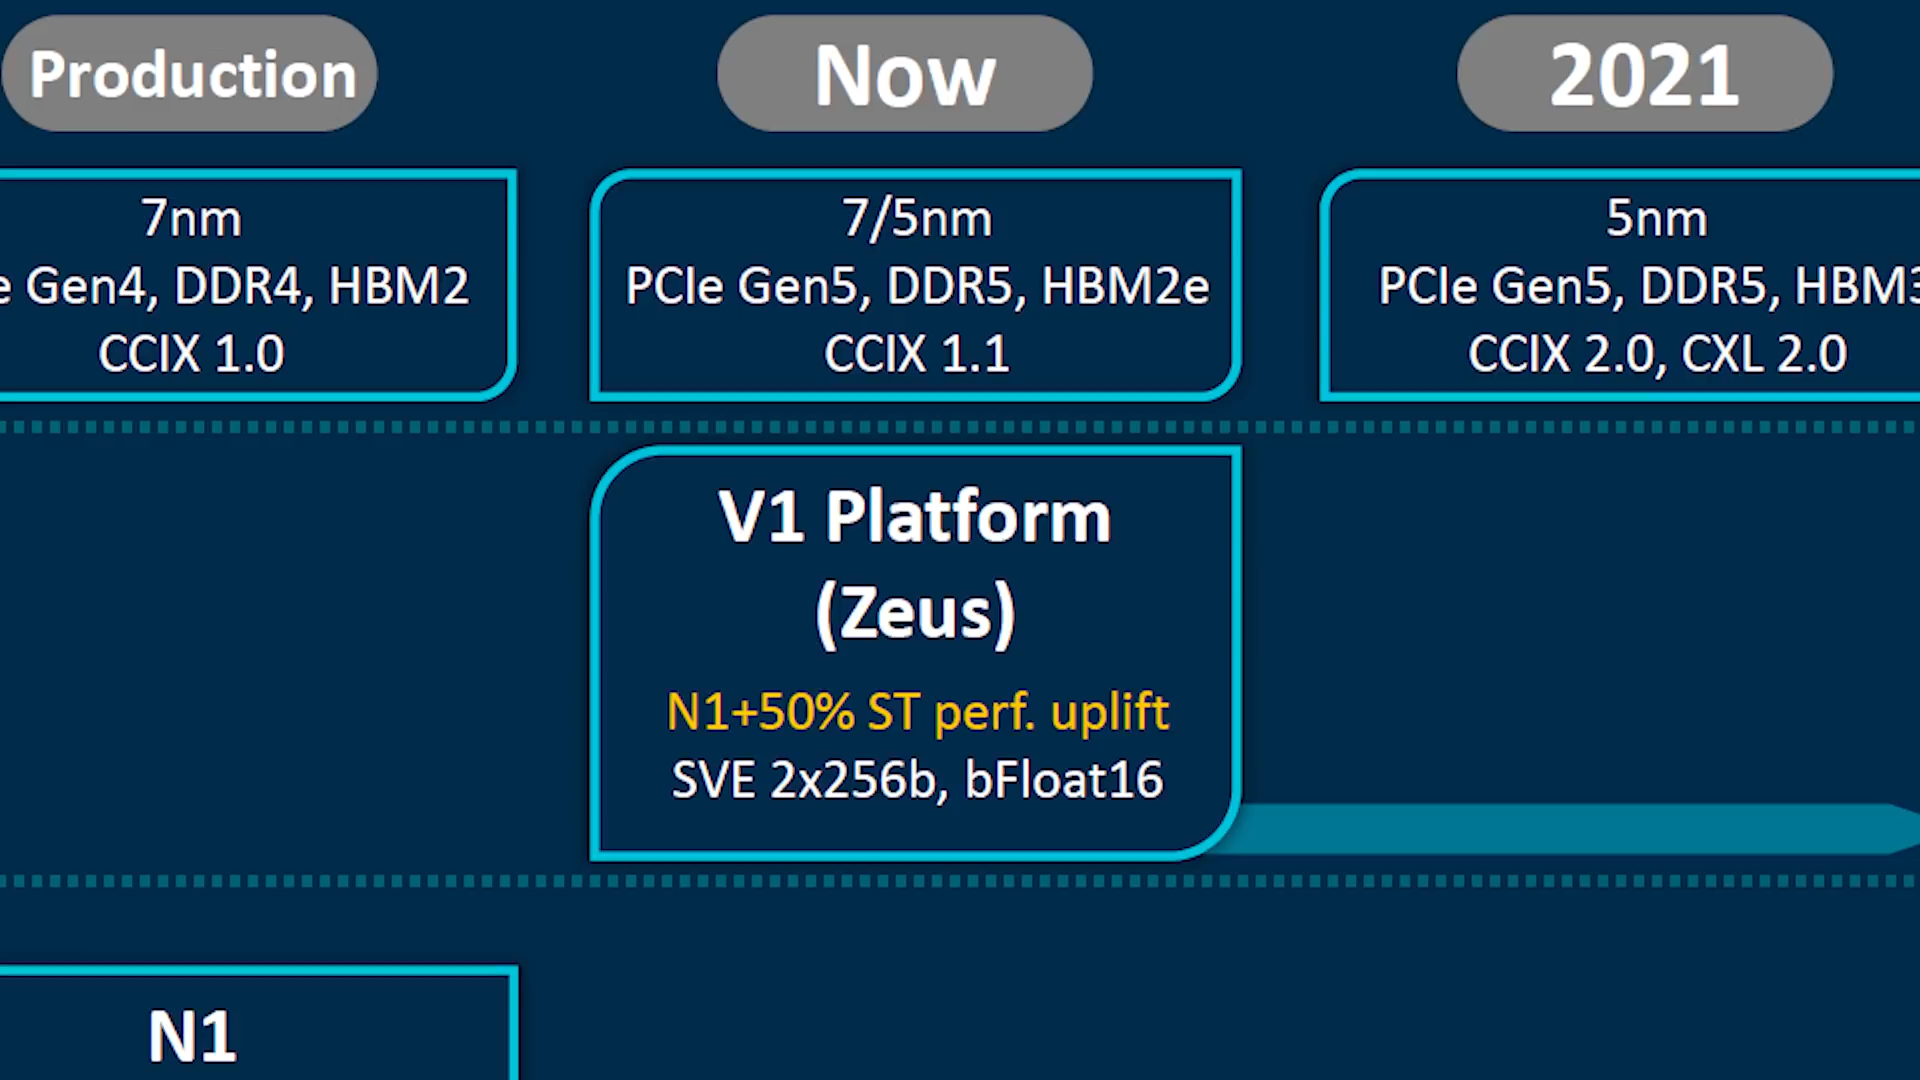 Production
Now
2021
7nm
e Gen4, DDR4, HBM2
CCIX 1.0
7/5nm
PCIe Gen5, DDR5, HBM2e
CCIX 1.1
5nm
PCIe Gen5, DDR5, HBM3
CCIX 2.0, CXL 2.0
V1 Platform
(Zeus)
N1+50% ST perf. uplift
SVE 2x256b, bFloat16
N1